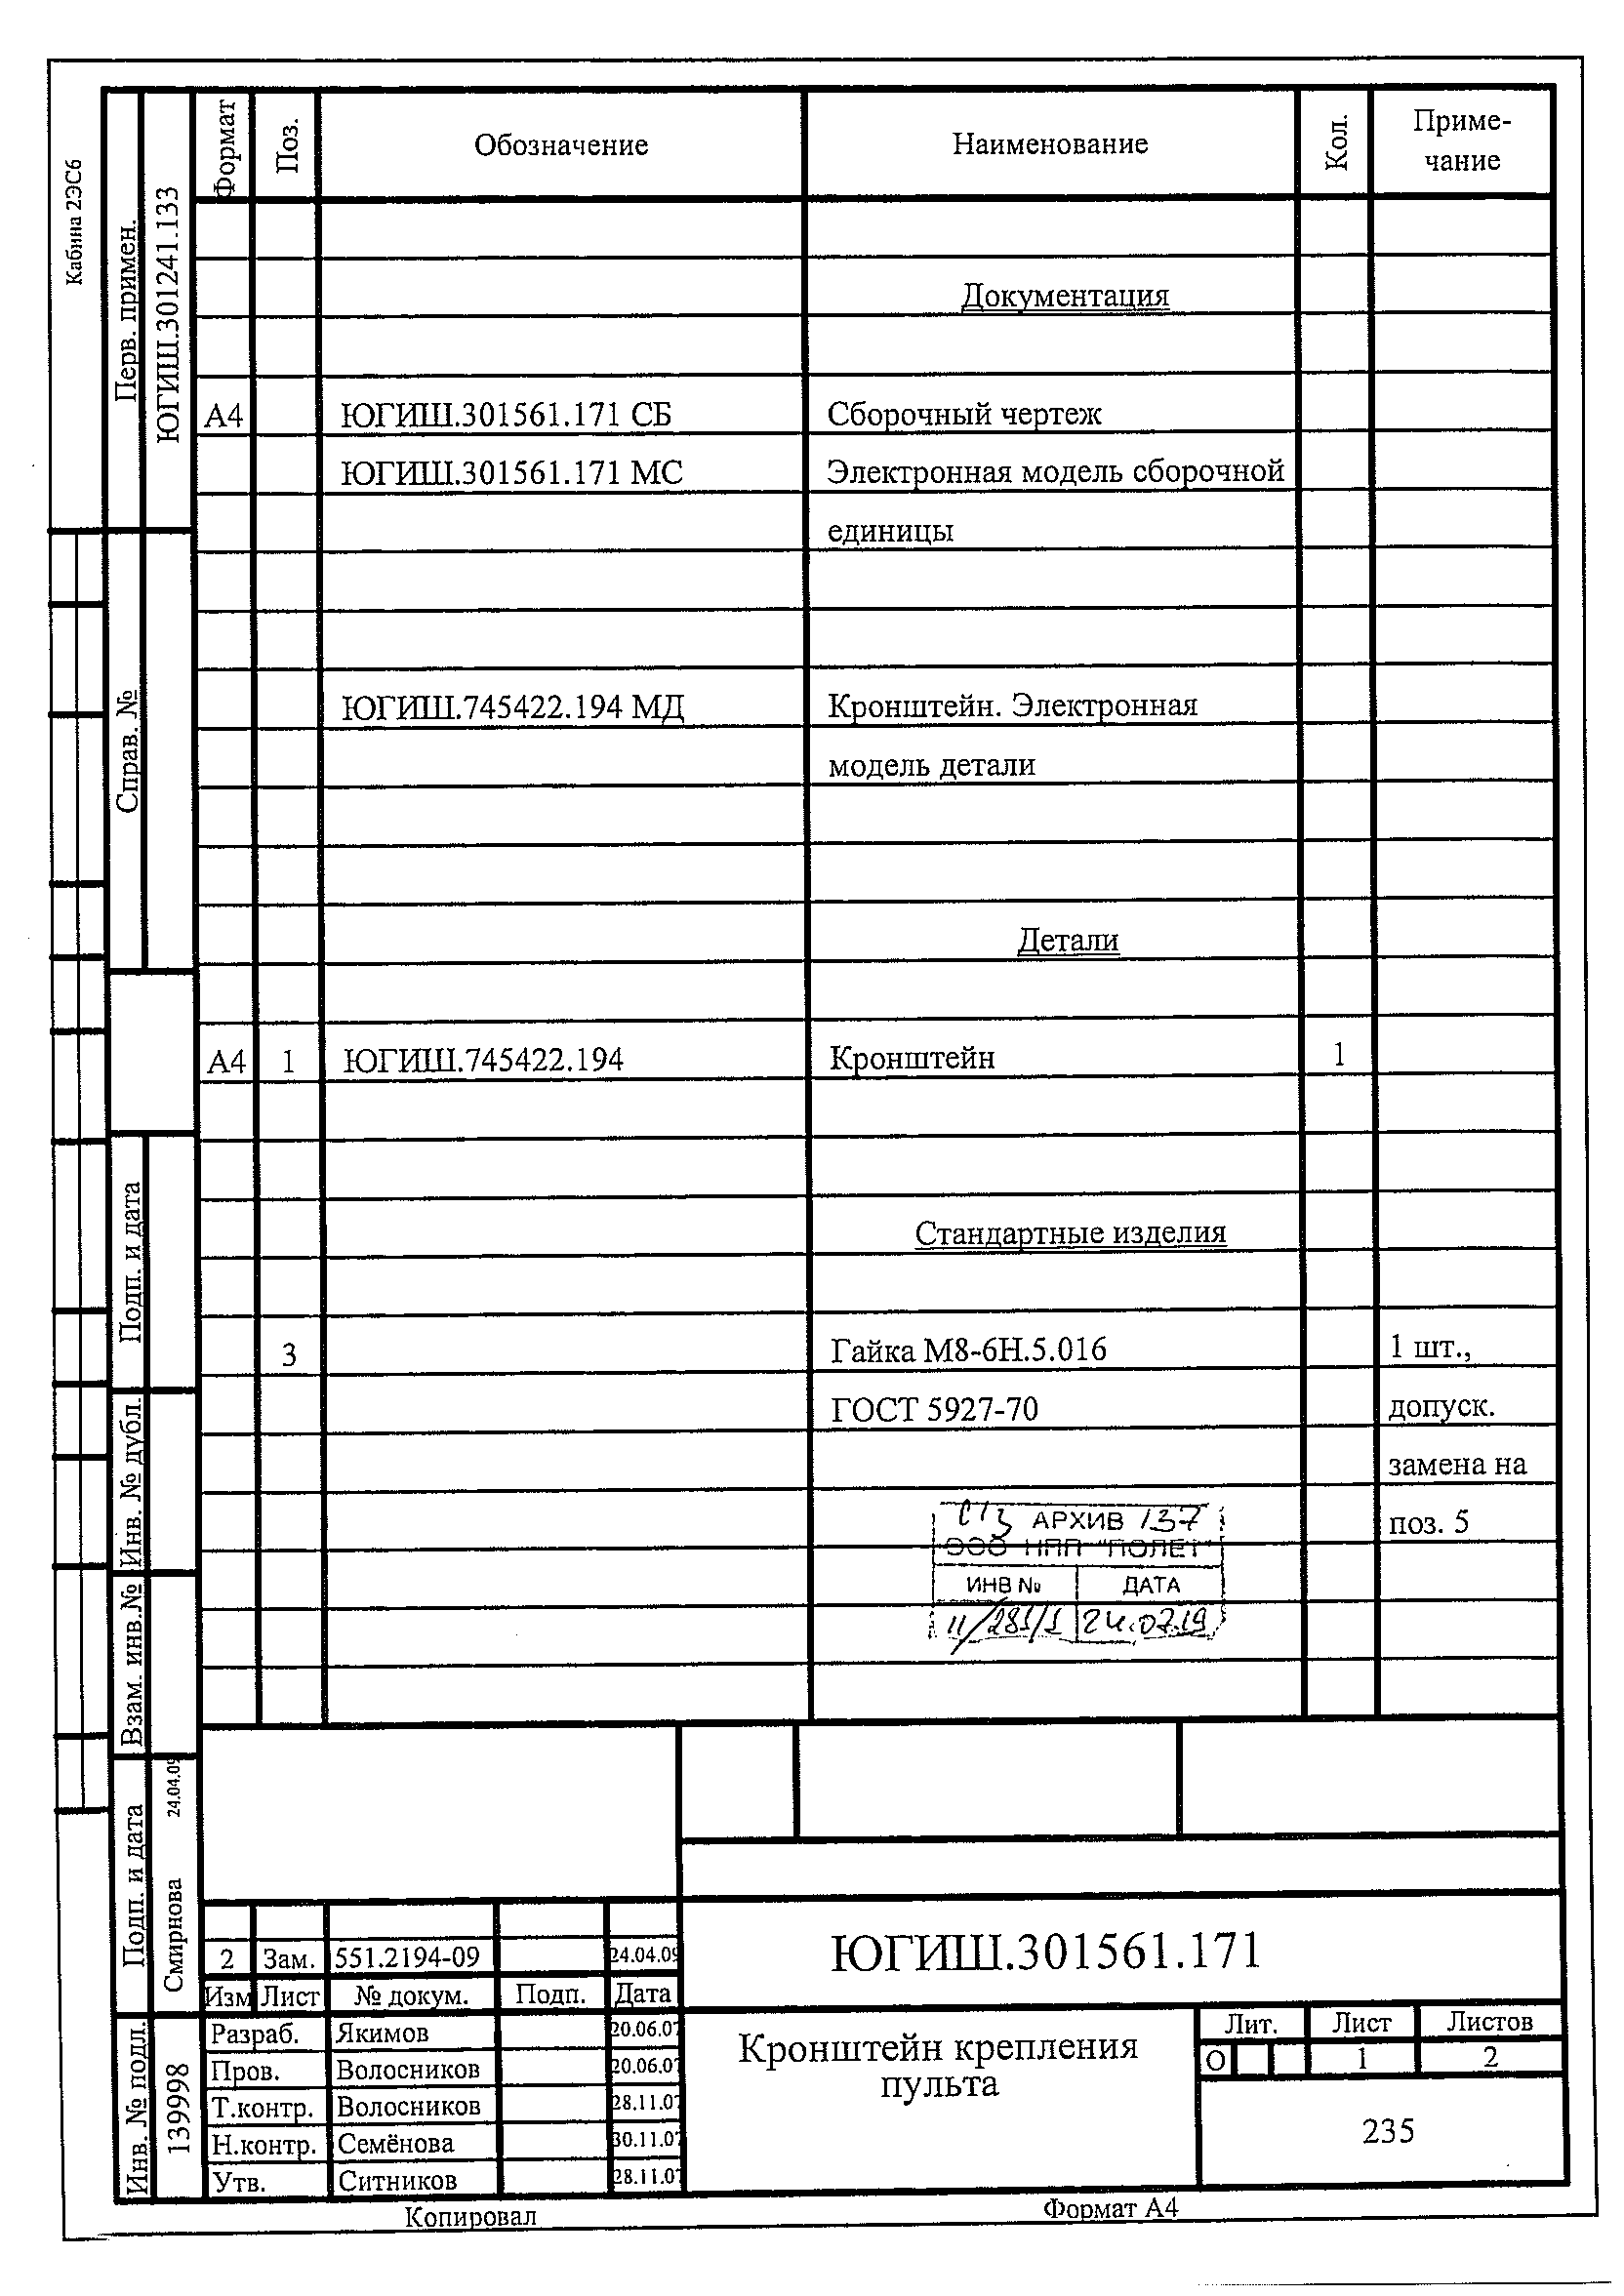 Кабина 2ЭС6
Перв. примен.
ЮГИШ.301241.133
Справ. №
Подп. и дата
Инв. № дубл.
Взам. инв.№
Подп. и дата
Смирнова 24.04.09
Инв. № подл.
139998
Формат Поз. Обозначение Наименование Кол. Приме-
чание
Документация
А4 ЮГИШ.301561.171 СБ Сборочный чертеж
ЮГИШ.301561.171 МС Электронная модель сборочной
единицы
ЮГИШ.745422.194 МД Кронштейн. Электронная
модель детали
Детали
А4 1 ЮГИШ.745422.194 Кронштейн 1
Стандартные изделия
3 Гайка М8-6Н.5.016 1 шт.,
ГОСТ 5927-70 допуск.
замена на
поз. 5
АРХИВ 137
ООО НПП "ПОЛЕТ"
ИНВ № ДАТА
11/281/1 24.07.19
2 Зам. 551.2194-09 24.04.09
Изм Лист № докум. Подп. Дата
ЮГИШ.301561.171
Разраб. Якимов 20.06.07
Пров. Волосников 20.06.07
Т.контр. Волосников 28.11.07
Н.контр. Семёнова 30.11.07
Утв. Ситников 28.11.07
Кронштейн крепления
пульта
Лит. Лист Листов
О 1 2
235
Копировал Формат А4